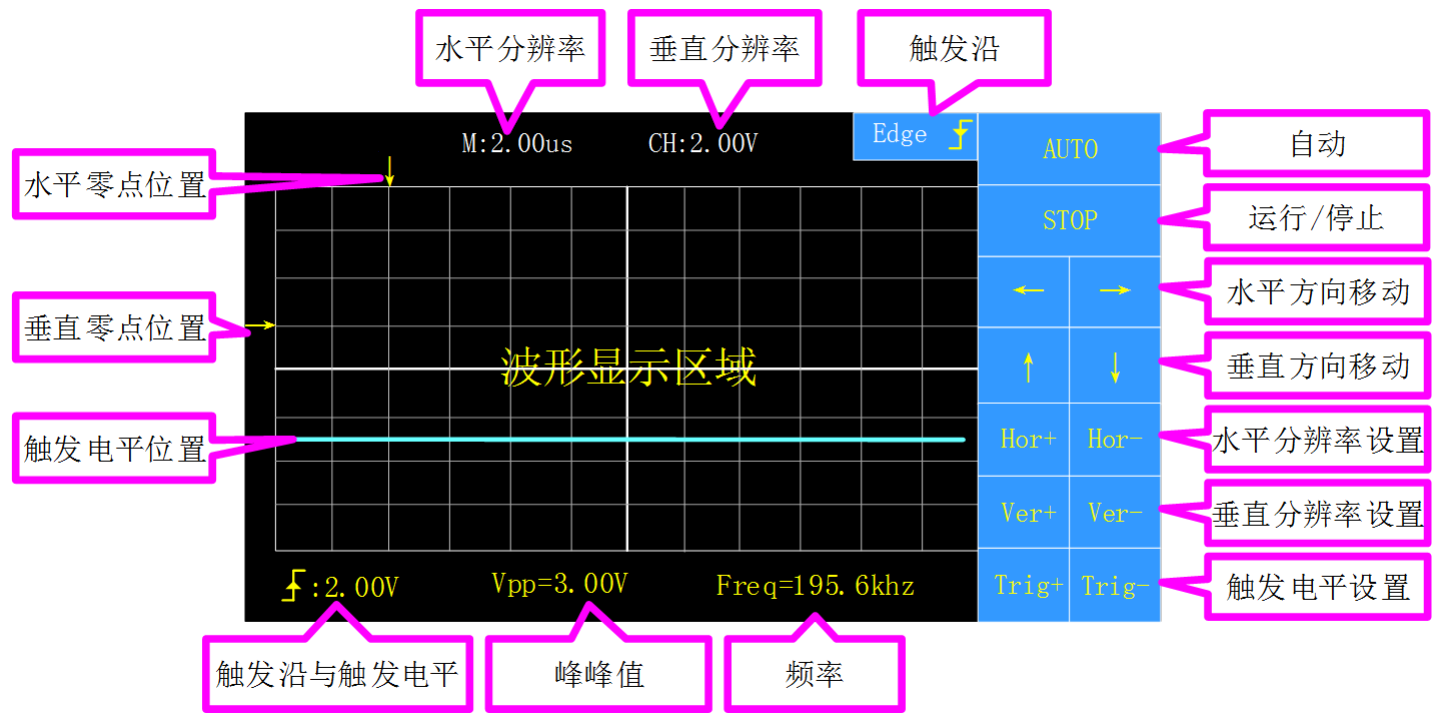 水平分辨率
垂直分辨率
触发沿
M:2.00us
CH:2.00V
Edge
AUTO
自动
水平零点位置
STOP
运行/停止
← →
水平方向移动
垂直零点位置
波形显示区域
↑ ↓
垂直方向移动
触发电平位置
Hor+ Hor-
水平分辨率设置
Ver+ Ver-
垂直分辨率设置
:2.00V
Vpp=3.00V
Freq=195.6khz
Trig+ Trig-
触发电平设置
触发沿与触发电平
峰峰值
频率